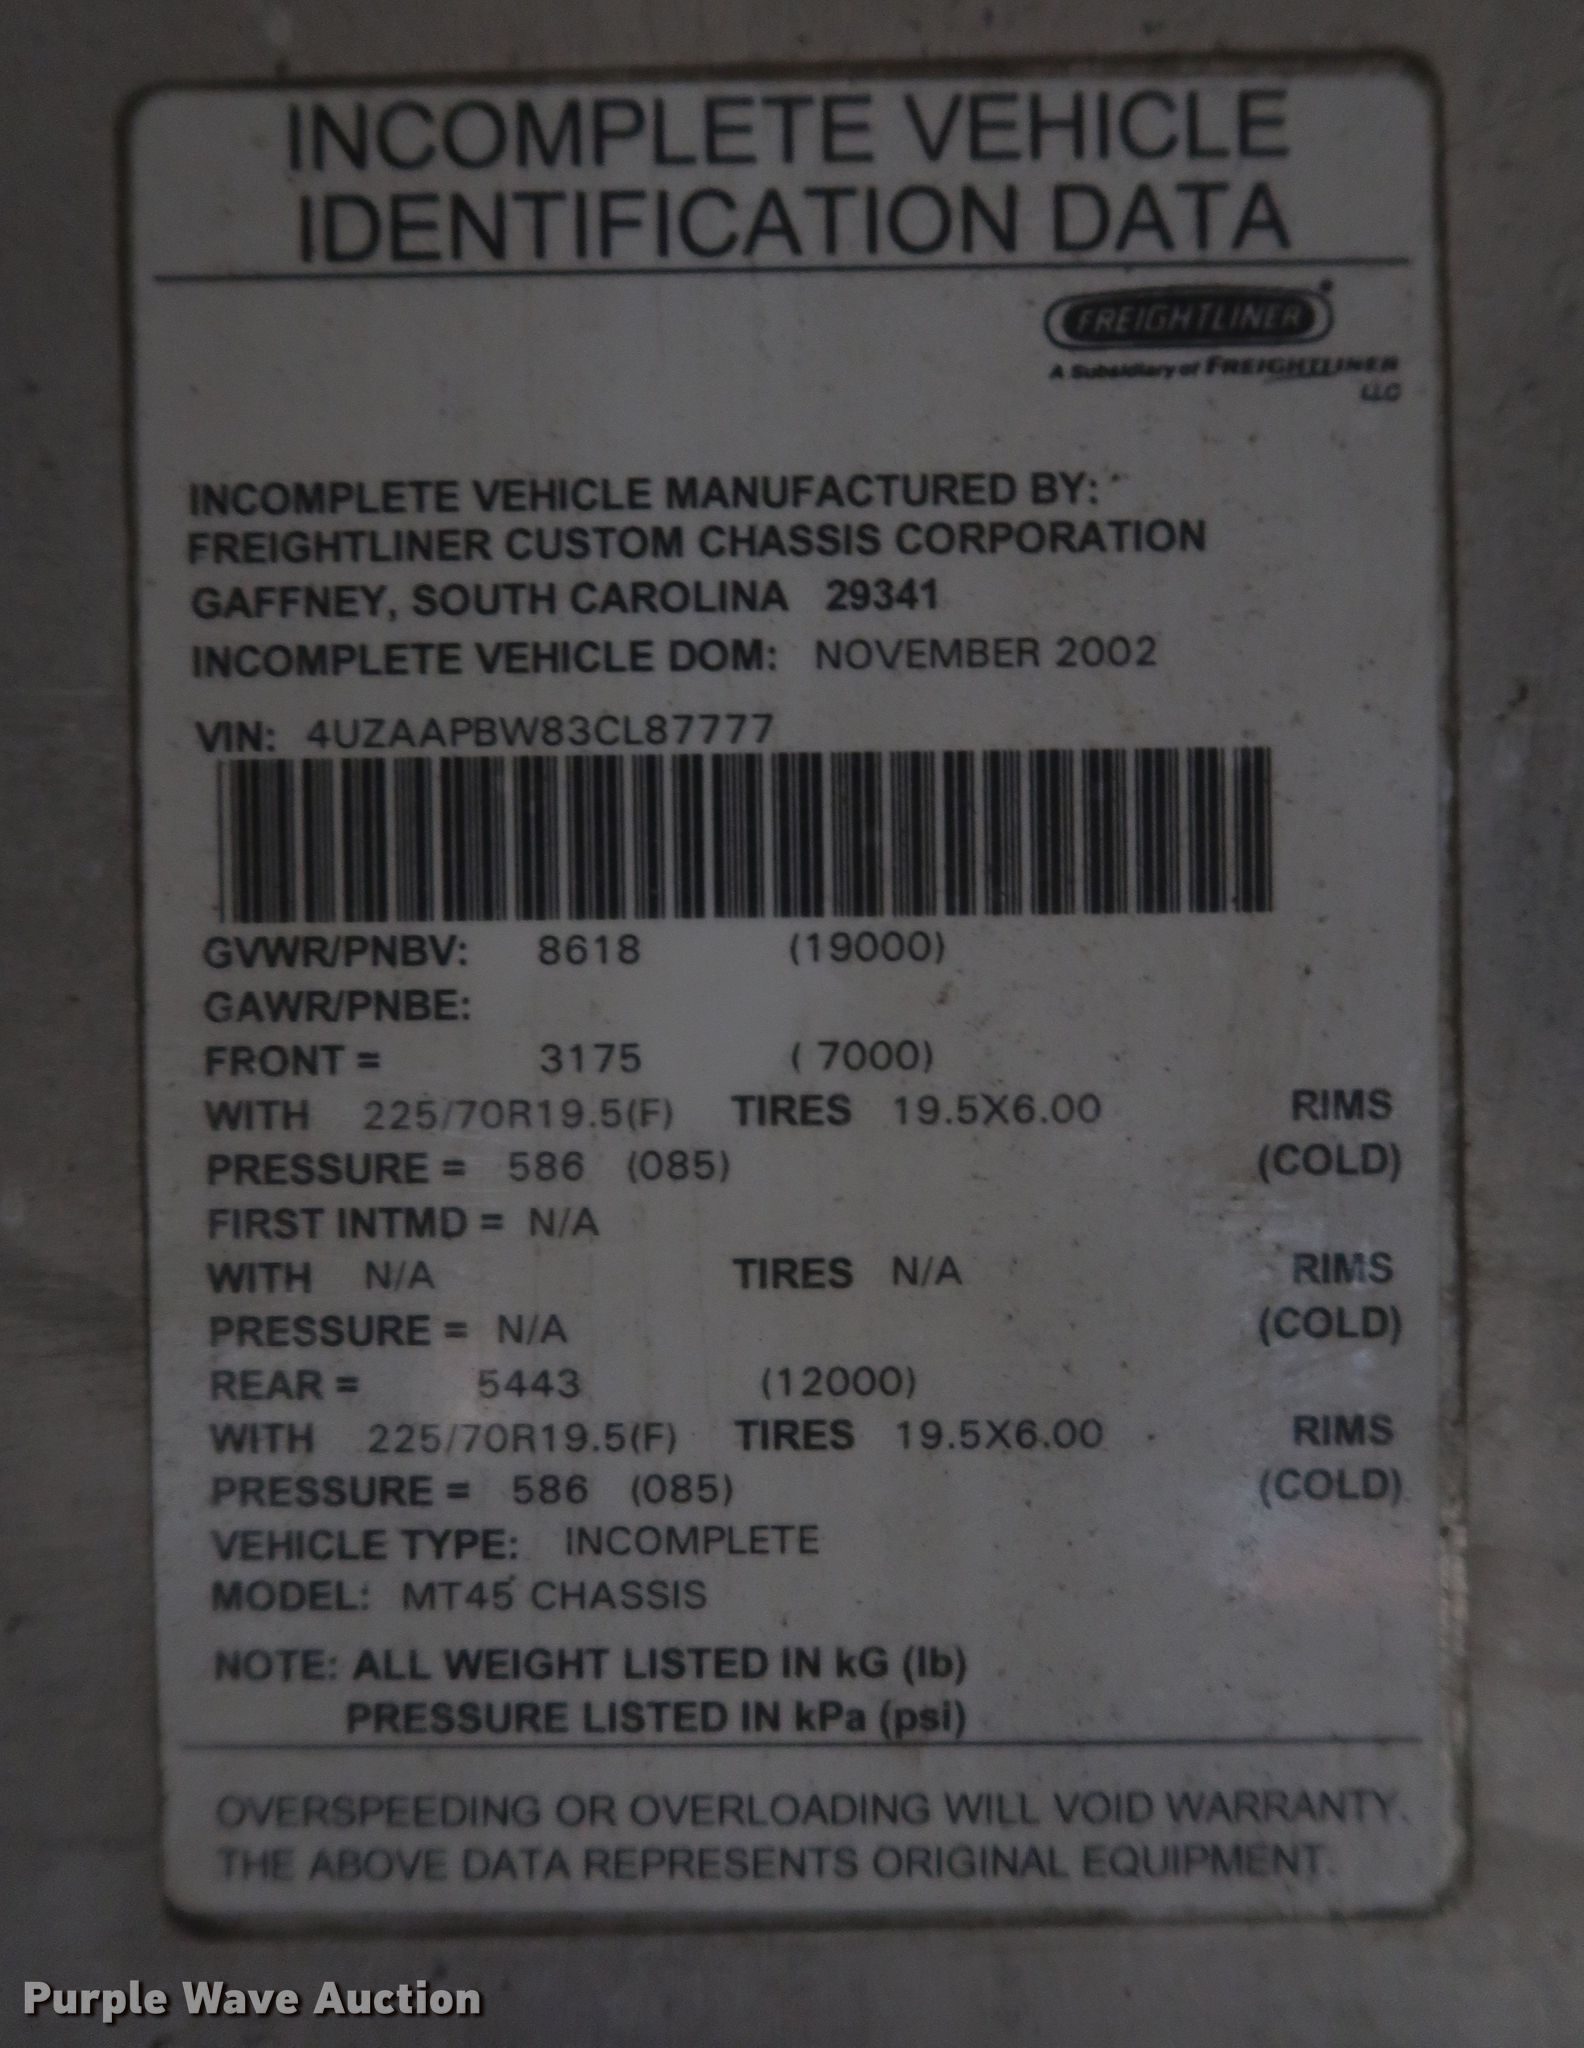 INCOMPLETE VEHICLE
IDENTIFICATION DATA
FREIGHTLINER
A Subsidiary of FREIGHTLINER
LLC
INCOMPLETE VEHICLE MANUFACTURED BY:
FREIGHTLINER CUSTOM CHASSIS CORPORATION
GAFFNEY, SOUTH CAROLINA 29341
INCOMPLETE VEHICLE DOM: NOVEMBER 2002
VIN: 4UZAAPBW83CL87777
GVWR/PNBV: 8618 (19000)
GAWR/PNBE:
FRONT = 3175 ( 7000)
WITH 225/70R19.5(F) TIRES 19.5X6.00 RIMS
PRESSURE = 586 (085) (COLD)
FIRST INTMD = N/A
WITH N/A TIRES N/A RIMS
PRESSURE = N/A (COLD)
REAR = 5443 (12000)
WITH 225/70R19.5(F) TIRES 19.5X6.00 RIMS
PRESSURE = 586 (085) (COLD)
VEHICLE TYPE: INCOMPLETE
MODEL: MT45 CHASSIS
NOTE: ALL WEIGHT LISTED IN kG (lb)
PRESSURE LISTED IN kPa (psi)
OVERSPEEDING OR OVERLOADING WILL VOID WARRANTY.
THE ABOVE DATA REPRESENTS ORIGINAL EQUIPMENT.
Purple Wave Auction